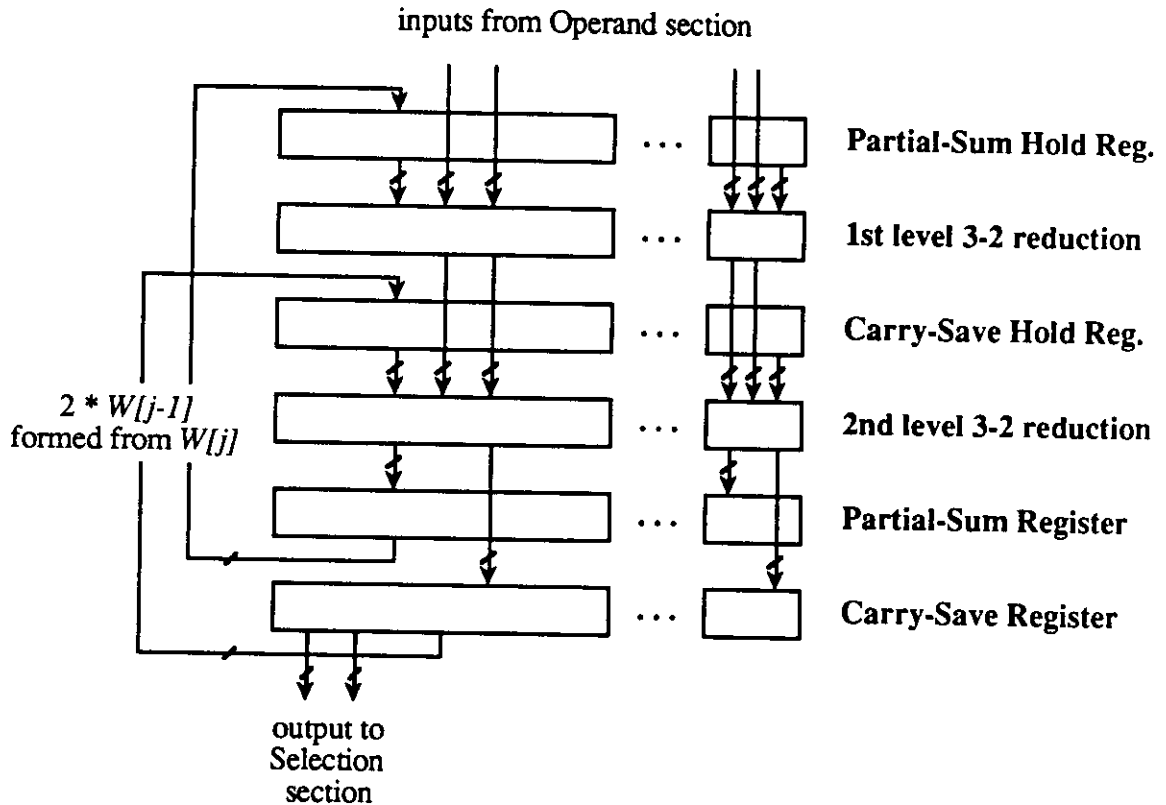 inputs from Operand section
. . .
Partial-Sum Hold Reg.
. . .
1st level 3-2 reduction
. . .
Carry-Save Hold Reg.
2 * W[j-1]
formed from W[j]
. . .
2nd level 3-2 reduction
. . .
Partial-Sum Register
. . .
Carry-Save Register
output to
Selection
section